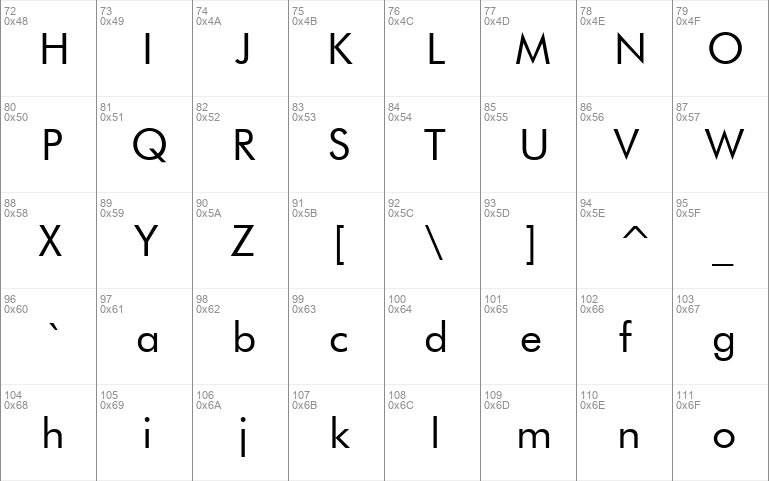 72 73 74 75 76 77 78 79
0x48 0x49 0x4A 0x4B 0x4C 0x4D 0x4E 0x4F
H I J K L M N O
80 81 82 83 84 85 86 87
0x50 0x51 0x52 0x53 0x54 0x55 0x56 0x57
P Q R S T U V W
88 89 90 91 92 93 94 95
0x58 0x59 0x5A 0x5B 0x5C 0x5D 0x5E 0x5F
X Y Z [ \ ] ^ _
96 97 98 99 100 101 102 103
0x60 0x61 0x62 0x63 0x64 0x65 0x66 0x67
` a b c d e f g
104 105 106 107 108 109 110 111
0x68 0x69 0x6A 0x6B 0x6C 0x6D 0x6E 0x6F
h i j k l m n o